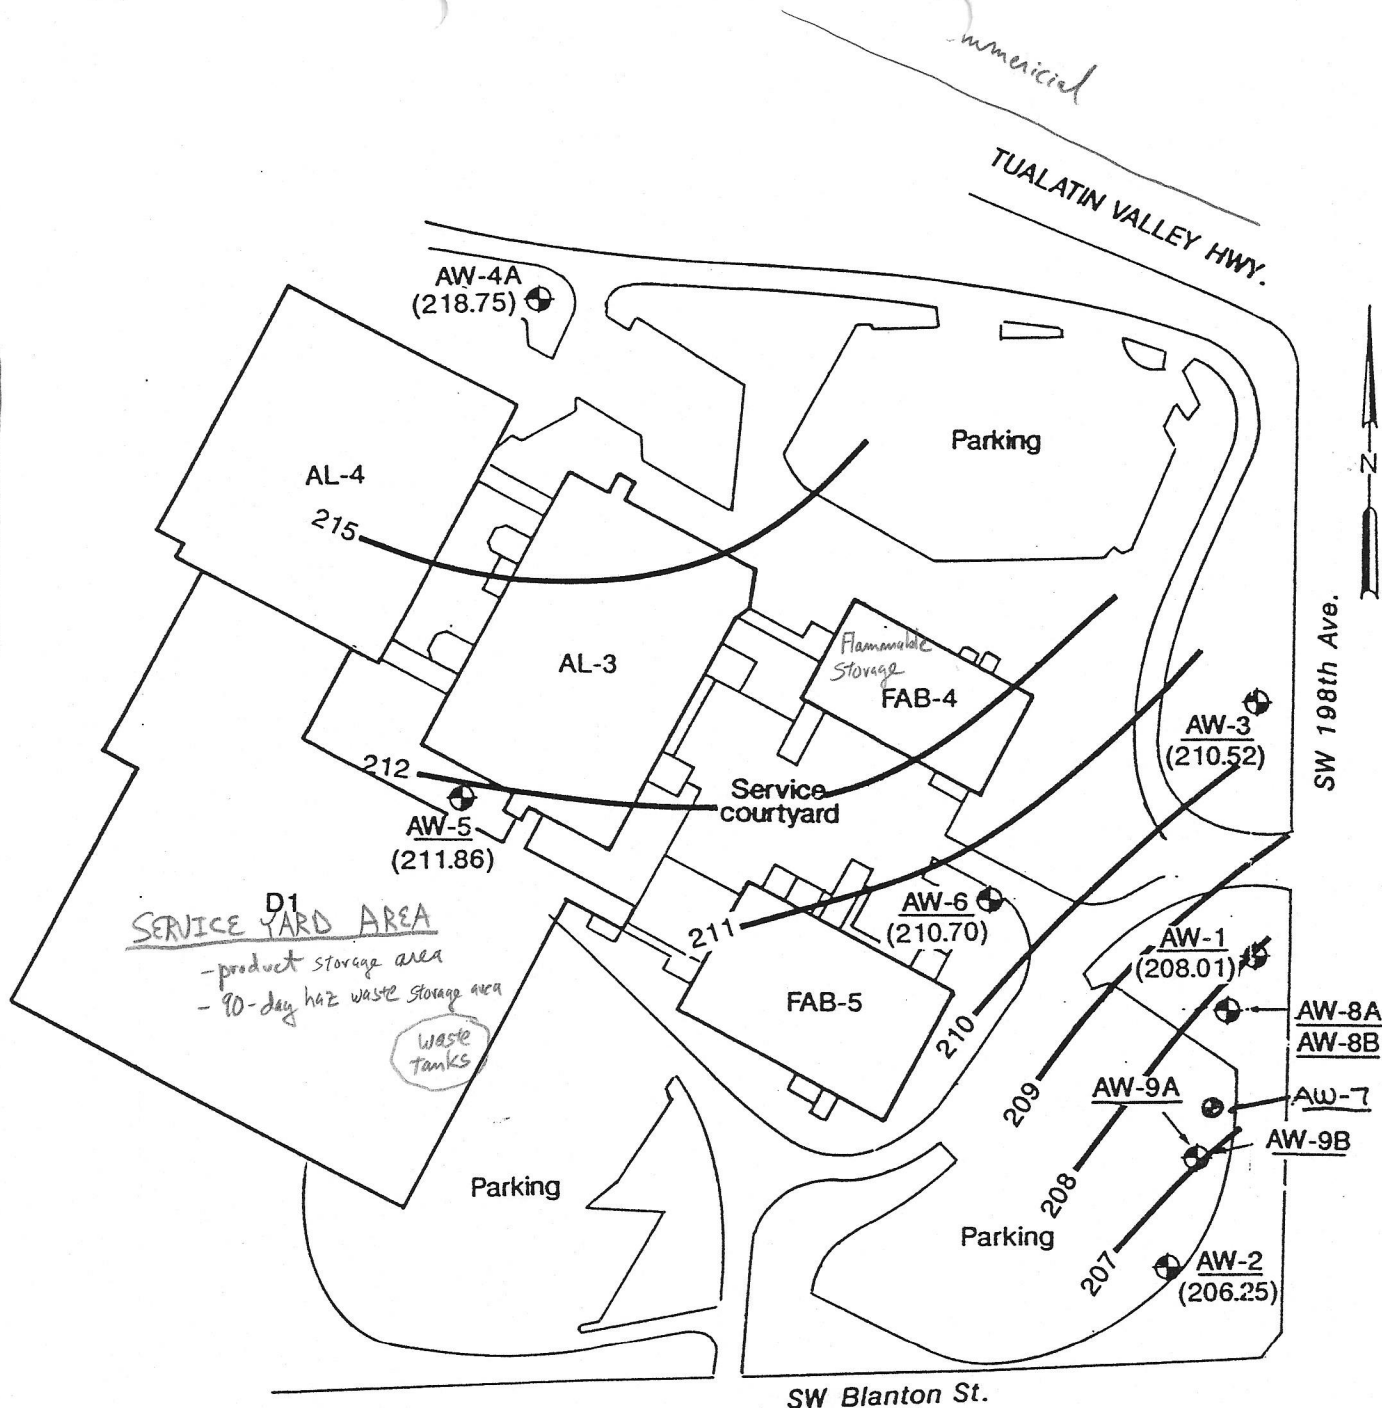 mmericial
TUALATIN VALLEY HWY.
AW-4A
(218.75)
Parking
N
AL-4
215
SW 198th Ave.
AL-3
Flammable
Storage
FAB-4
AW-3
(210.52)
212
Service
courtyard
AW-5
(211.86)
D1
SERVICE YARD AREA
-product storage area
- 90-day haz waste storage area
waste
tanks
AW-6
(210.70)
211
FAB-5
210
AW-1
(208.01)
AW-8A
AW-8B
209
AW-9A
AW-7
AW-9B
208
Parking
Parking
207
AW-2
(206.25)
SW Blanton St.